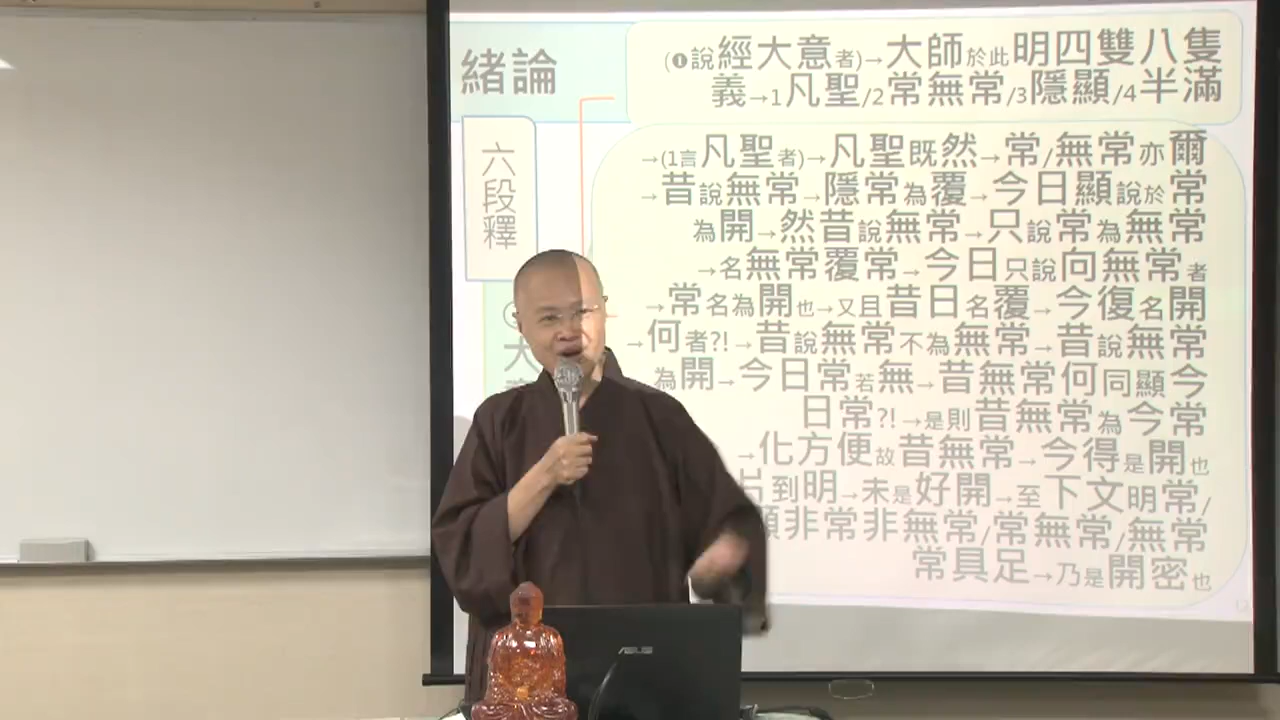 緒論
(❶說經大意者)→大師於此明四雙八隻
義→1凡聖/2常無常/3隱顯/4半滿
六段釋
→(1言凡聖者)→凡聖既然→常/無常亦爾
→昔說無常→隱常為覆→今日顯說於常
為開→然昔說無常→只說常為無常
→名無常覆常→今日只說向無常者
→常名為開也→又且昔日名覆→今復名開
→何者?!→昔說無常不為無常→昔說無常
為開→今日常若無→昔無常何同顯今
日常?!→是則昔無常為今常
→化方便故昔無常→今得是開也
到明→未是好開→至下文明常/
非常非無常/常無常/無常
常具足→乃是開密也
大
ASUS